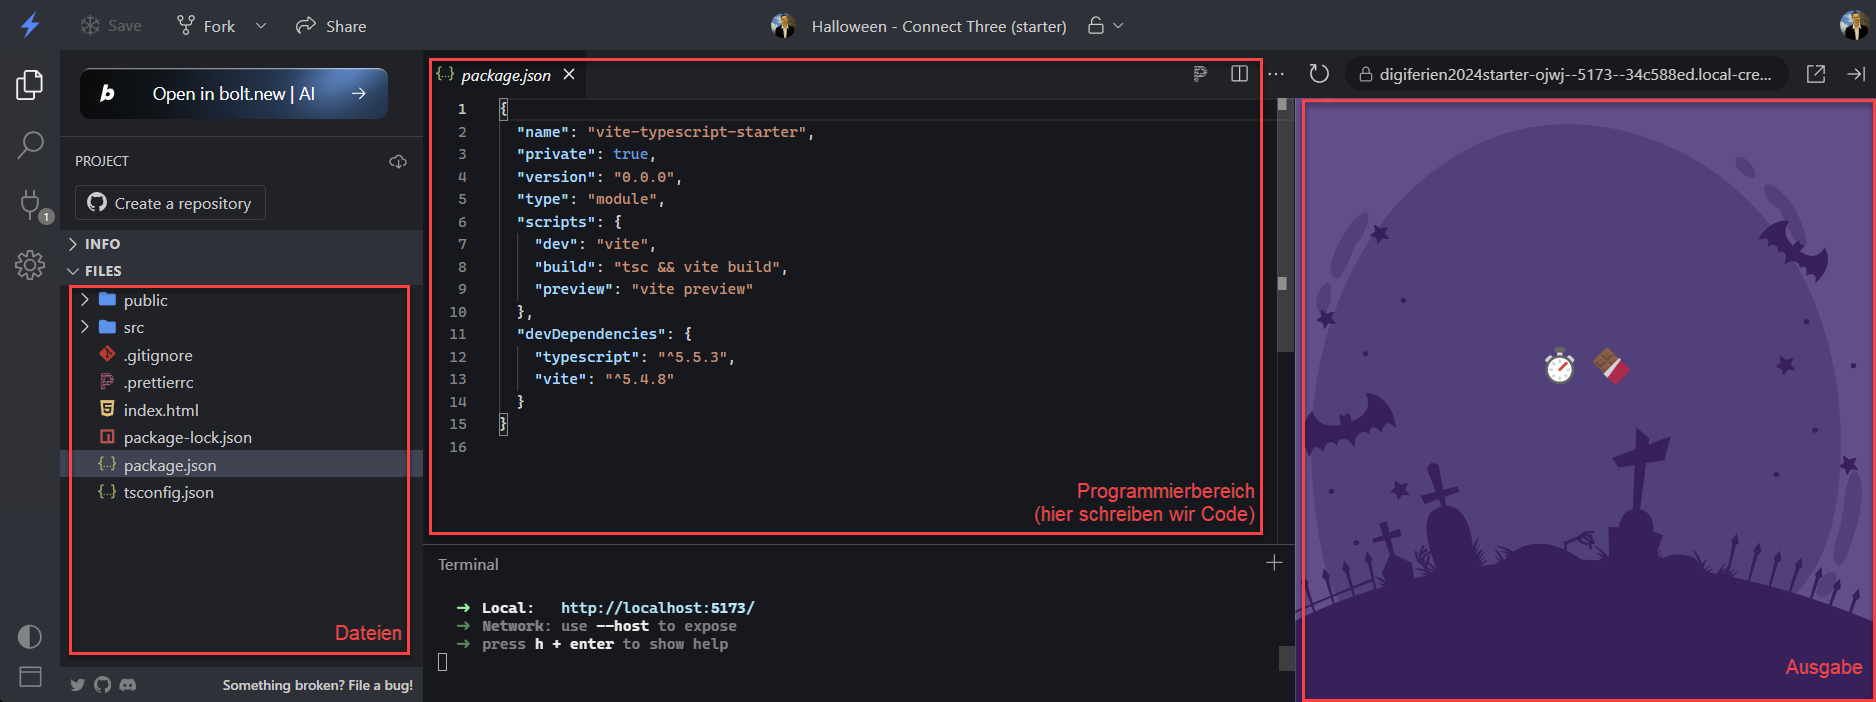 Save
Fork
Share
Halloween - Connect Three (starter)
b
Open in bolt.new | AI
PROJECT
Create a repository
1
INFO
FILES
public
src
.gitignore
.prettierrc
index.html
package-lock.json
package.json
tsconfig.json
Dateien
Something broken? File a bug!
{...} package.json
1 {
2 "name": "vite-typescript-starter",
3 "private": true,
4 "version": "0.0.0",
5 "type": "module",
6 "scripts": {
7 "dev": "vite",
8 "build": "tsc && vite build",
9 "preview": "vite preview"
10 },
11 "devDependencies": {
12 "typescript": "^5.5.3",
13 "vite": "^5.4.8"
14 }
15 }
16
Programmierbereich
(hier schreiben wir Code)
Terminal
➜ Local: http://localhost:5173/
➜ Network: use --host to expose
➜ press h + enter to show help
digiferien2024starter-ojwj--5173--34c588ed.local-cre...
Ausgabe